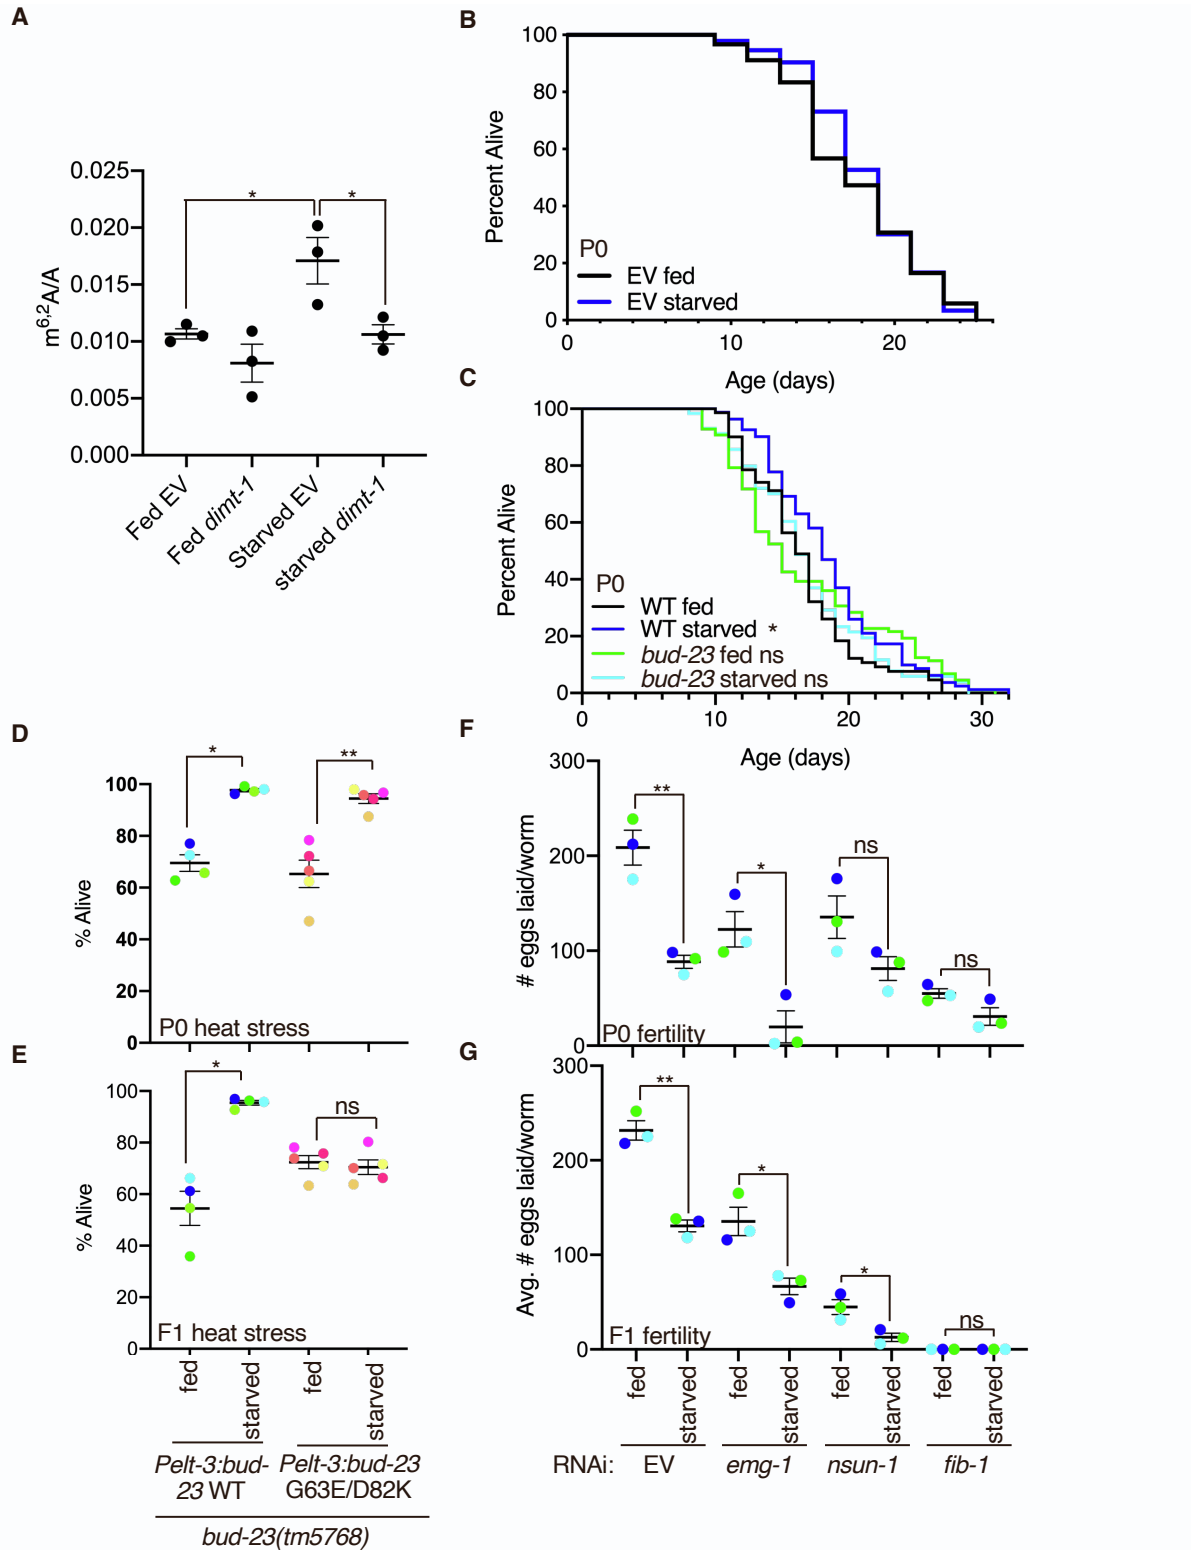 A
0.025
0.020
0.015
0.010
0.005
0.000
m6,2A/A
*
*
Fed EV
Fed dimt-1
Starved EV
starved dimt-1
B
100
80
60
40
20
0
Percent Alive
P0
EV fed
EV starved
0
10
20
Age (days)
C
100
80
60
40
20
0
Percent Alive
P0
WT fed
WT starved *
bud-23 fed ns
bud-23 starved ns
0
10
20
30
Age (days)
D
100
80
60
40
20
0
% Alive
*
**
P0 heat stress
E
100
80
60
40
20
0
% Alive
*
ns
F1 heat stress
fed
starved
fed
starved
Pelt-3:bud-
23 WT
Pelt-3:bud-23
G63E/D82K
bud-23(tm5768)
F
300
200
100
0
# eggs laid/worm
**
*
ns
ns
P0 fertility
G
300
200
100
0
Avg. # eggs laid/worm
**
*
*
ns
F1 fertility
fed
starved
fed
starved
fed
starved
fed
starved
RNAi:
EV
emg-1
nsun-1
fib-1